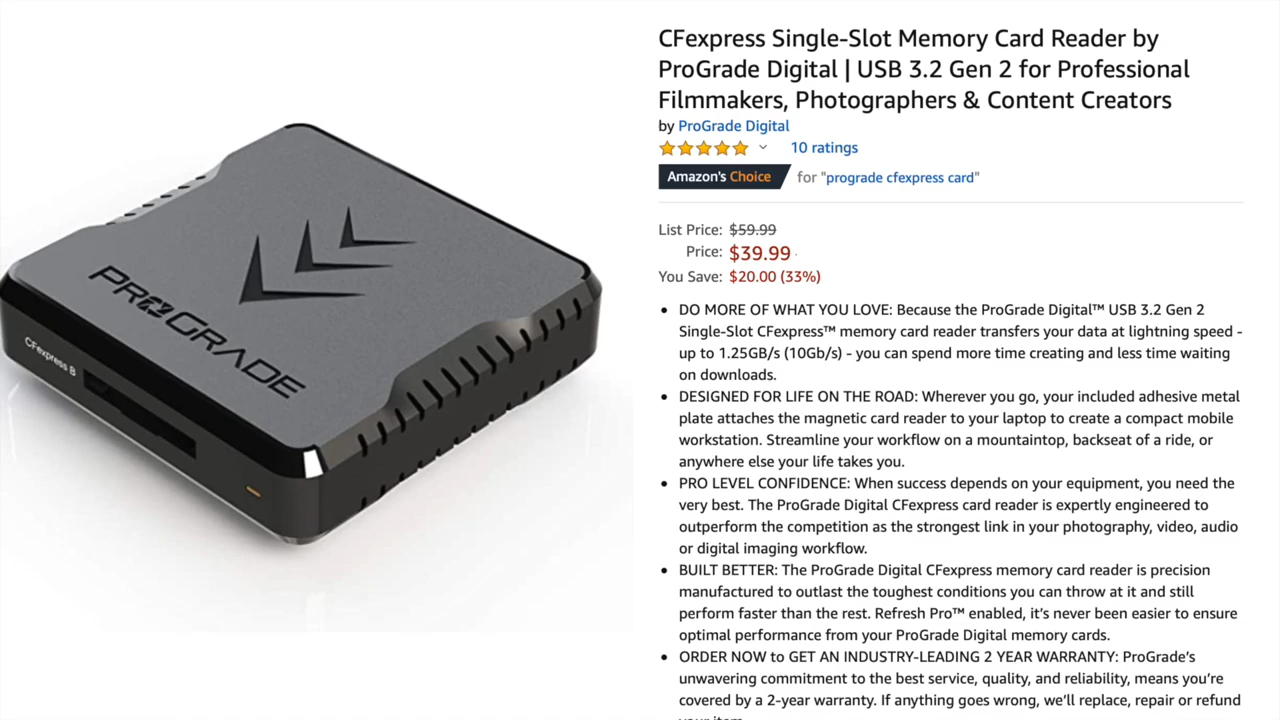 CFexpress Single-Slot Memory Card Reader by
ProGrade Digital | USB 3.2 Gen 2 for Professional
Filmmakers, Photographers & Content Creators
by ProGrade Digital
10 ratings
Amazon's Choice for "prograde cfexpress card"
List Price: $59.99
Price: $39.99
You Save: $20.00 (33%)
• DO MORE OF WHAT YOU LOVE: Because the ProGrade Digital™ USB 3.2 Gen 2
Single-Slot CFexpress™ memory card reader transfers your data at lightning speed -
up to 1.25GB/s (10Gb/s) - you can spend more time creating and less time waiting
on downloads.
• DESIGNED FOR LIFE ON THE ROAD: Wherever you go, your included adhesive metal
plate attaches the magnetic card reader to your laptop to create a compact mobile
workstation. Streamline your workflow on a mountaintop, backseat of a ride, or
anywhere else your life takes you.
• PRO LEVEL CONFIDENCE: When success depends on your equipment, you need the
very best. The ProGrade Digital CFexpress card reader is expertly engineered to
outperform the competition as the strongest link in your photography, video, audio
or digital imaging workflow.
• BUILT BETTER: The ProGrade Digital CFexpress memory card reader is precision
manufactured to outlast the toughest conditions you can throw at it and still
perform faster than the rest. Refresh Pro™ enabled, it's never been easier to ensure
optimal performance from your ProGrade Digital memory cards.
• ORDER NOW to GET AN INDUSTRY-LEADING 2 YEAR WARRANTY: ProGrade's
unwavering commitment to the best service, quality, and reliability, means you're
covered by a 2-year warranty. If anything goes wrong, we'll replace, repair or refund
PROGRADE
CFexpress B